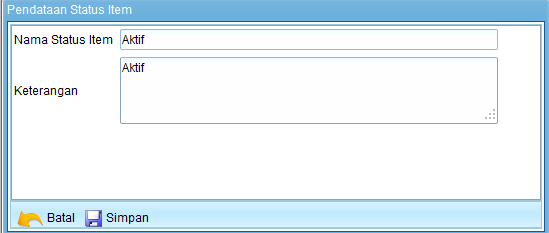 Pendataan Status Item
Nama Status Item Aktif
Keterangan Aktif
Batal Simpan